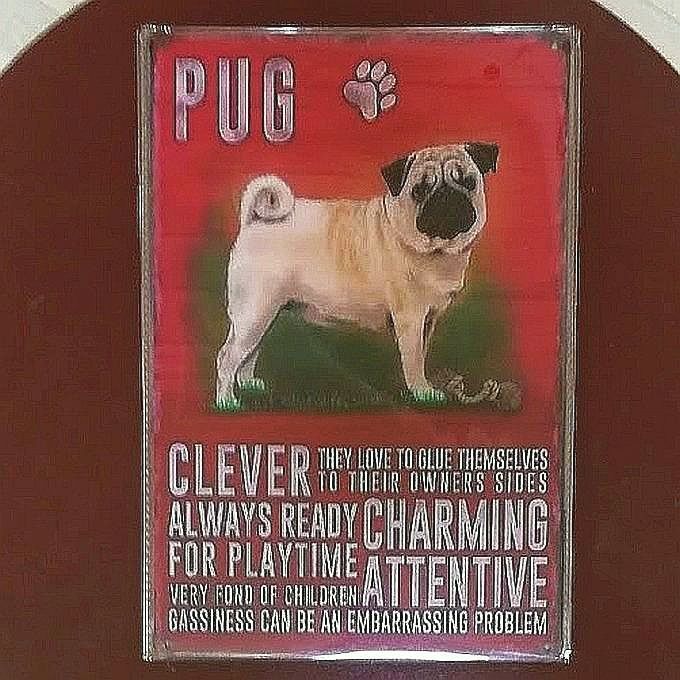 PUG
CLEVER THEY LOVE TO GLUE THEMSELVES
TO THEIR OWNERS SIDES
ALWAYS READY CHARMING
FOR PLAYTIME ATTENTIVE
VERY FOND OF CHILDREN
GASSINESS CAN BE AN EMBARRASSING PROBLEM